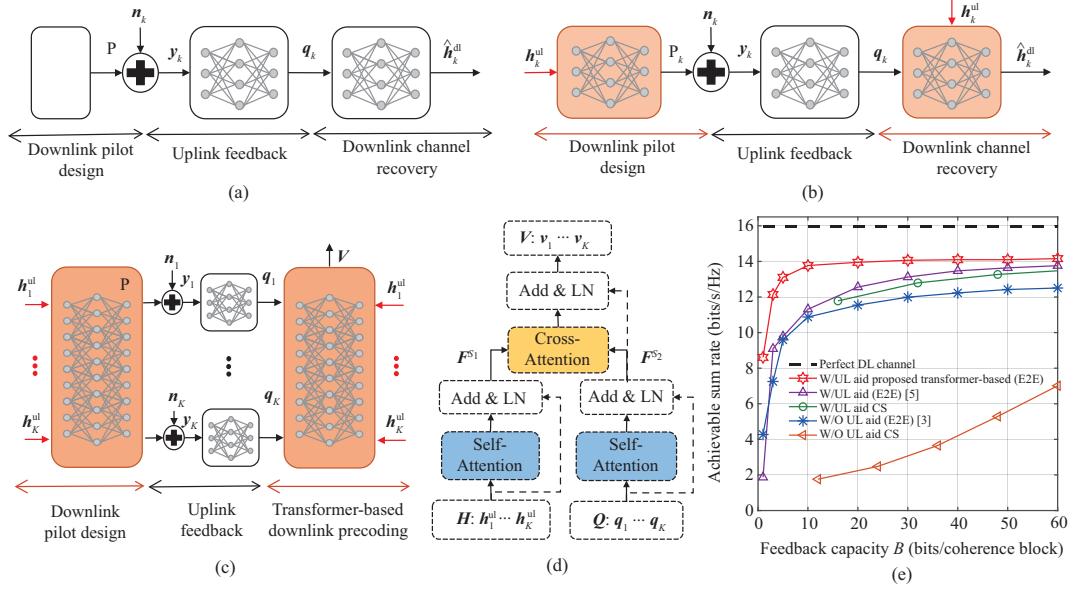 n_k
P
y_k
q_k
ĥ_k^dl
Downlink pilot
design
Uplink feedback
Downlink channel
recovery
(a)
h_k^ul
n_k
h_k^ul
P_k
y_k
q_k
ĥ_k^dl
Downlink pilot
design
Uplink feedback
Downlink channel
recovery
(b)
V
n_1
P
y_1
q_1
h_1^ul
h_1^ul
n_K
y_K
q_K
h_K^ul
h_K^ul
Downlink
pilot design
Uplink
feedback
Transformer-based
downlink precoding
(c)
V: v_1 ··· v_K
Add & LN
Cross-
Attention
F^{S_1}
F^{S_2}
Add & LN
Add & LN
Self-
Attention
Self-
Attention
H: h_1^ul ··· h_K^ul
Q: q_1 ··· q_K
(d)
Achievable sum rate (bits/s/Hz)
16
14
12
10
8
6
4
2
0
Perfect DL channel
W/UL aid proposed transformer-based (E2E)
W/UL aid (E2E) [5]
W/UL aid CS
W/O UL aid (E2E) [3]
W/O UL aid CS
0 10 20 30 40 50 60
Feedback capacity B (bits/coherence block)
(e)